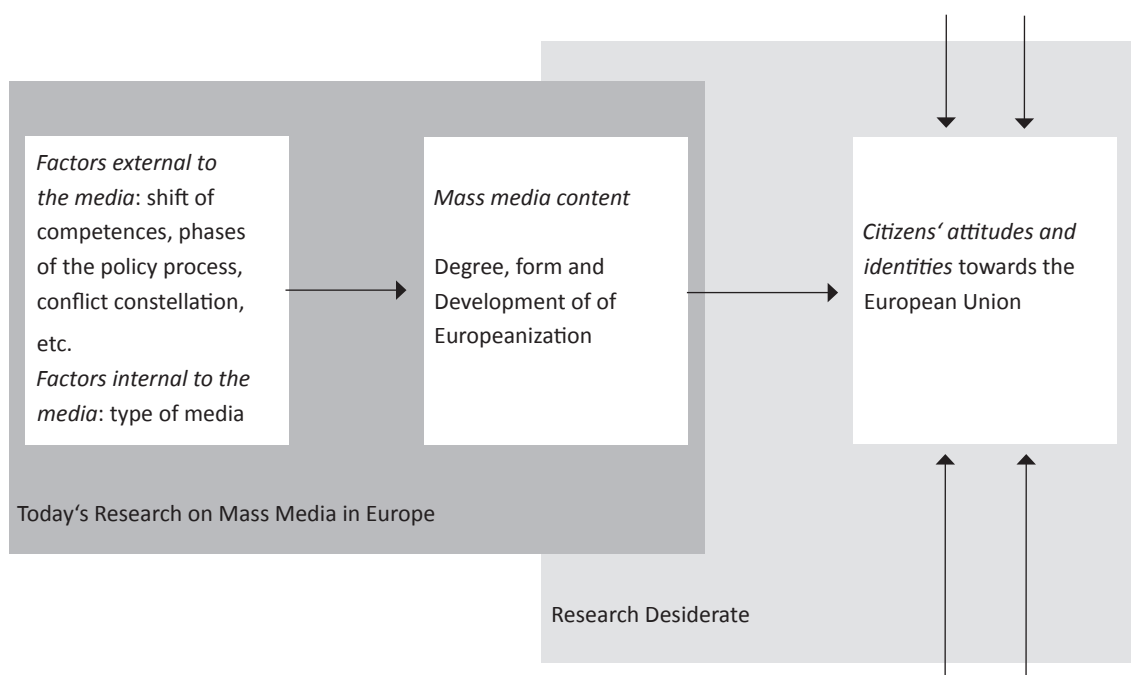 Factors external to
the media: shift of
competences, phases
of the policy process,
conflict constellation,
etc.
Factors internal to the
media: type of media
Mass media content
Degree, form and
Development of of
Europeanization
Citizens‘ attitudes and
identities towards the
European Union
Today‘s Research on Mass Media in Europe
Research Desiderate